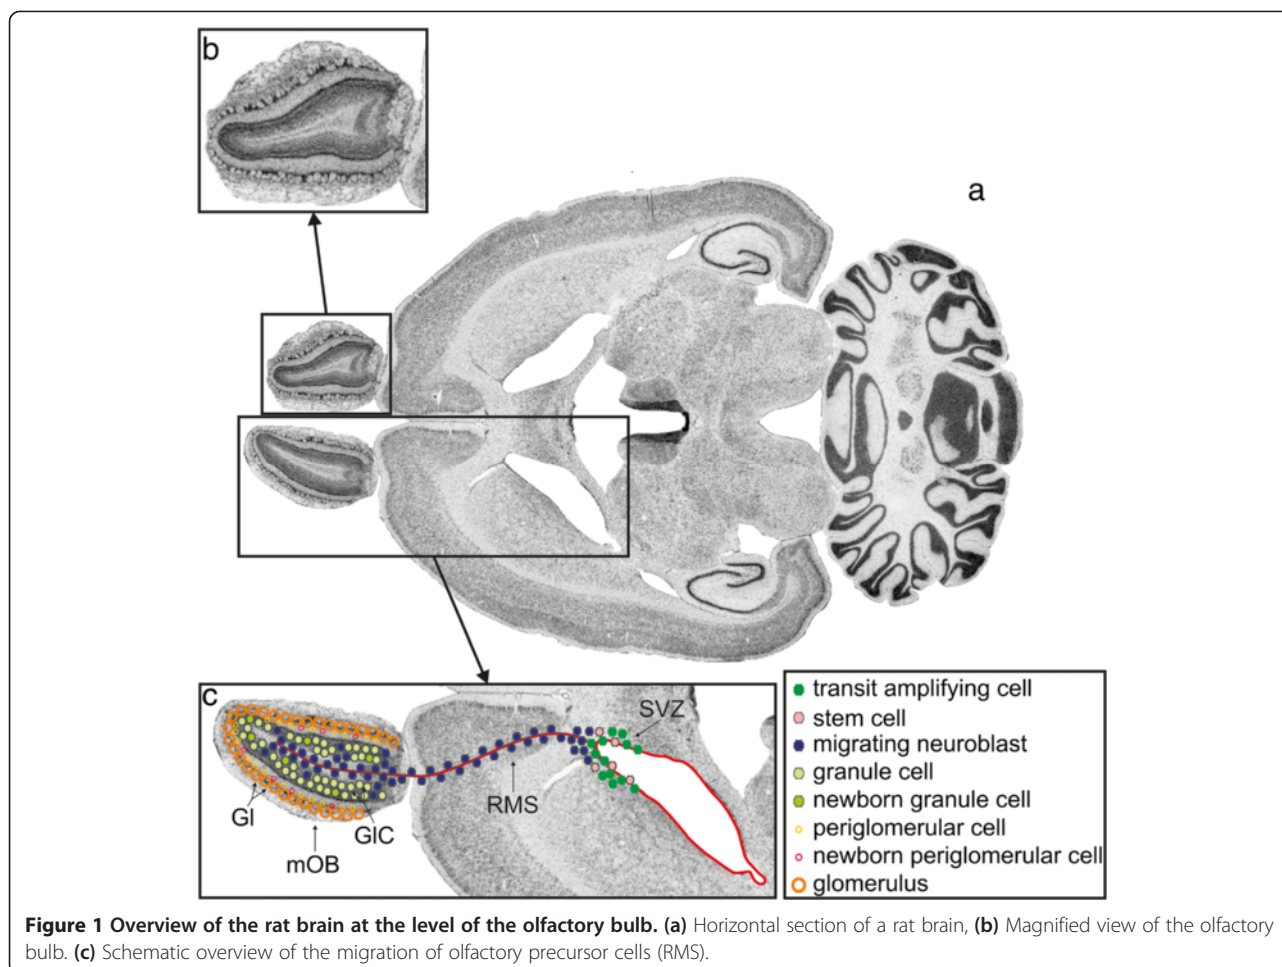 b
a
c
SVZ
RMS
Gl
GlC
mOB
transit amplifying cell
stem cell
migrating neuroblast
granule cell
newborn granule cell
periglomerular cell
newborn periglomerular cell
glomerulus
Figure 1 Overview of the rat brain at the level of the olfactory bulb. (a) Horizontal section of a rat brain, (b) Magnified view of the olfactory
bulb. (c) Schematic overview of the migration of olfactory precursor cells (RMS).